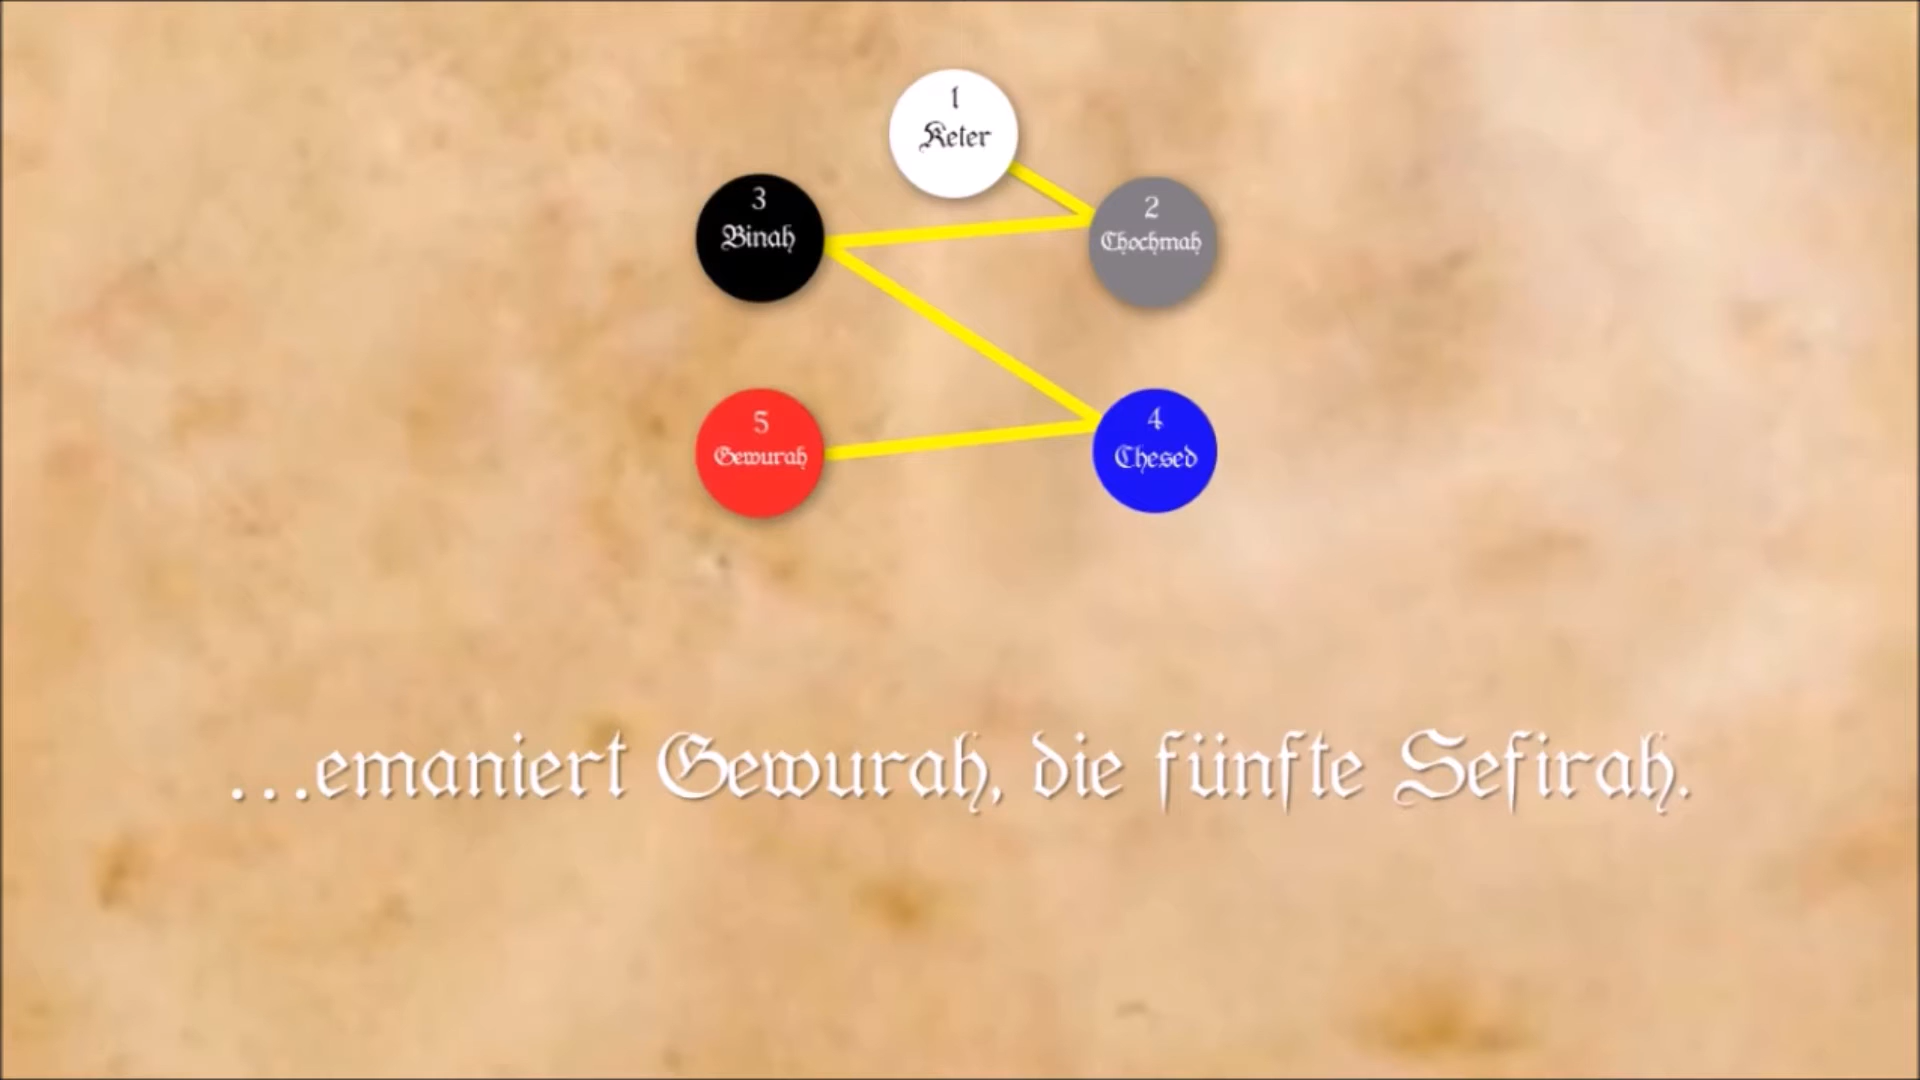 1
Keter
2
Chochmah
3
Binah
4
Chesed
5
Gewurah
...emaniert Gewurah, die fünfte Sefirah.